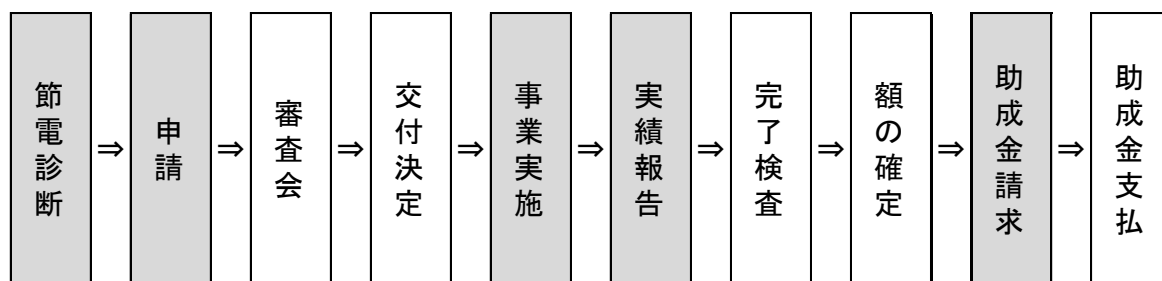 節電診断
⇒
申請
⇒
審査会
⇒
交付決定
⇒
事業実施
⇒
実績報告
⇒
完了検査
⇒
額の確定
⇒
助成金請求
⇒
助成金支払